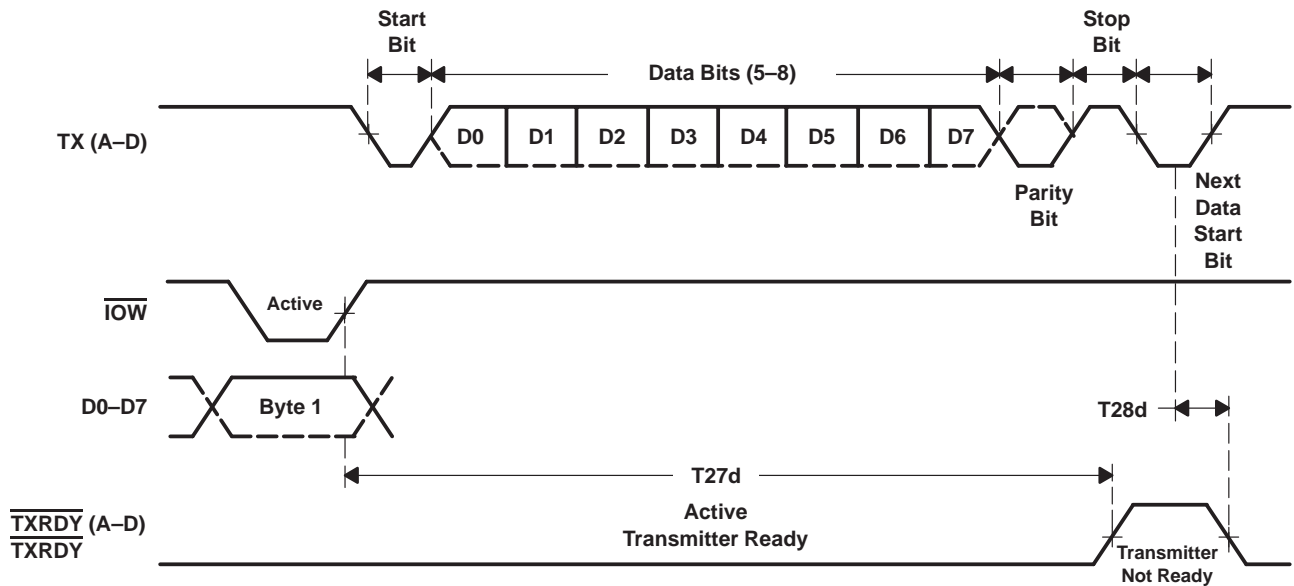 Start
Bit
Data Bits (5–8)
Stop
Bit
TX (A–D)
D0 D1 D2 D3 D4 D5 D6 D7
Parity
Bit
Next
Data
Start
Bit
IOW
Active
D0–D7
Byte 1
T28d
T27d
TXRDY (A–D)
TXRDY
Active
Transmitter Ready
Transmitter
Not Ready